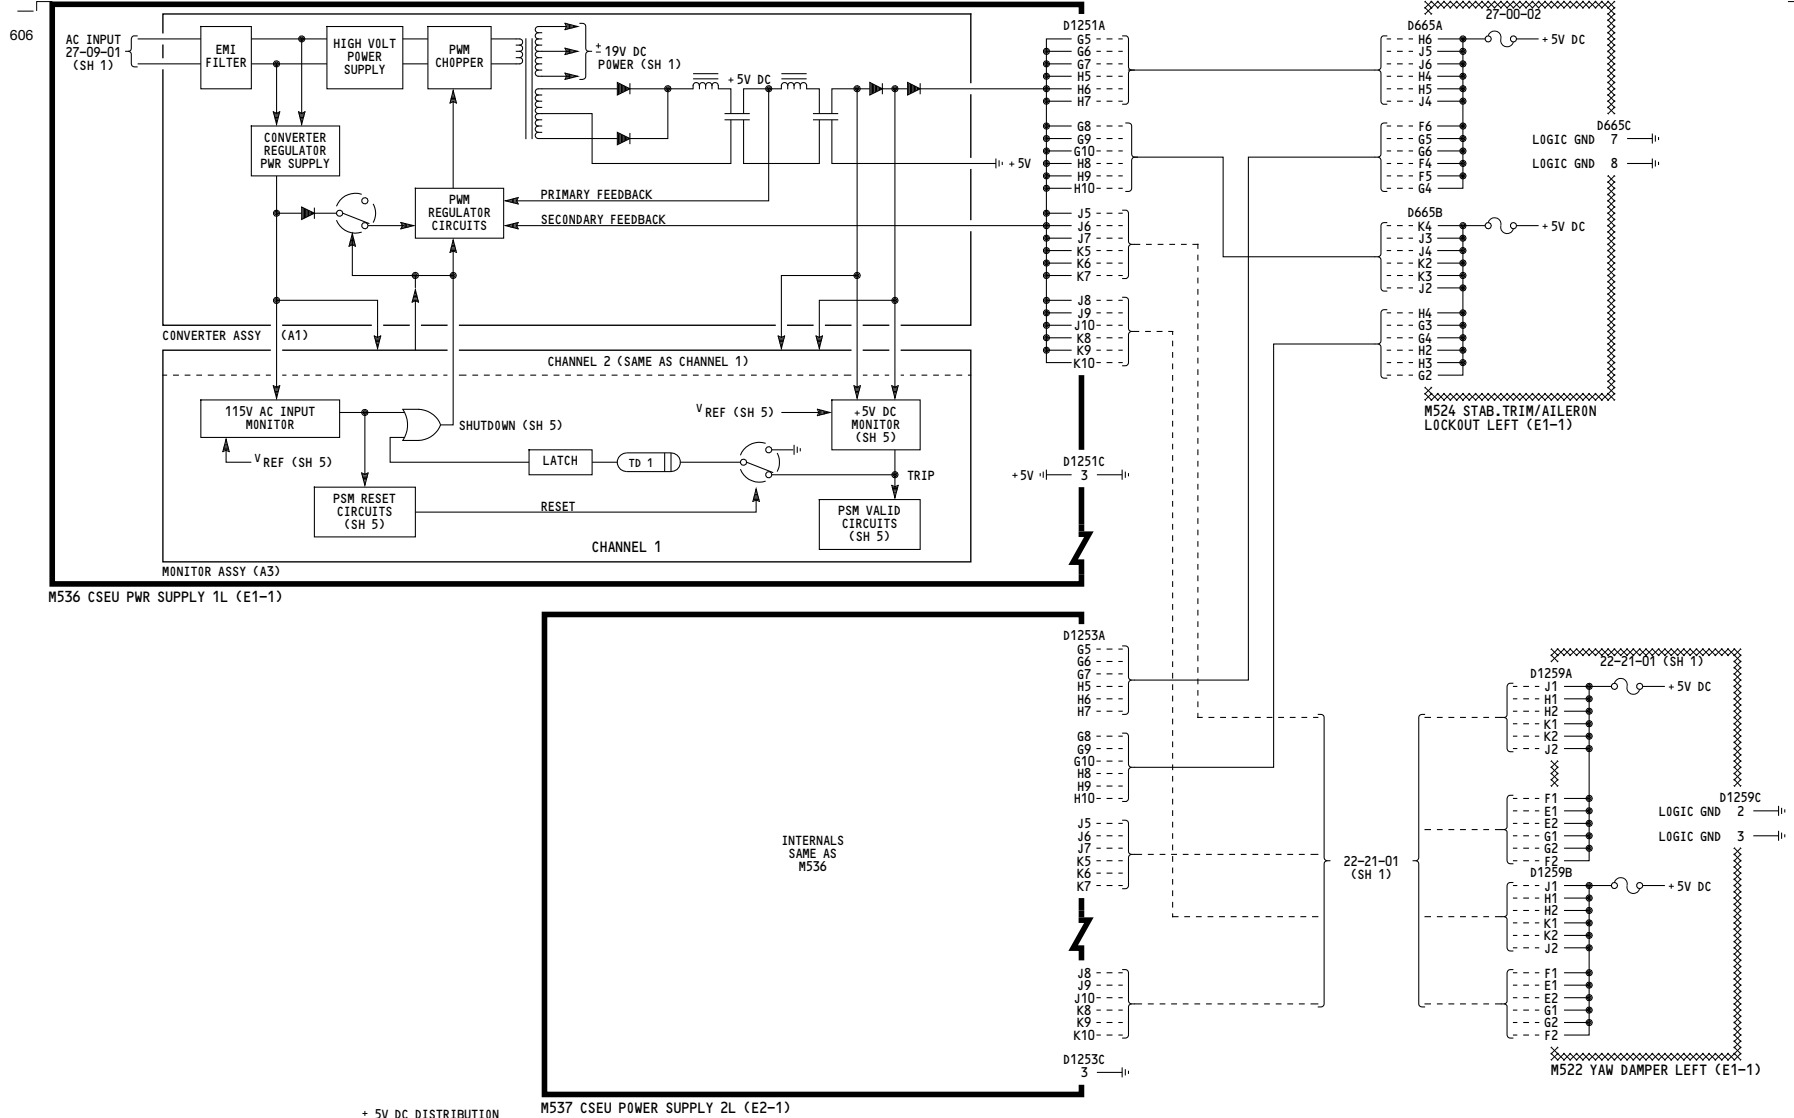 606
AC INPUT
27-09-01
(SH 1)
EMI
FILTER
HIGH VOLT
POWER
SUPPLY
PWM
CHOPPER
± 19V DC
POWER (SH 1)
+5V DC
CONVERTER
REGULATOR
PWR SUPPLY
PWM
REGULATOR
CIRCUITS
PRIMARY FEEDBACK
SECONDARY FEEDBACK
+5V
CONVERTER ASSY (A1)
CHANNEL 2 (SAME AS CHANNEL 1)
115V AC INPUT
MONITOR
VREF (SH 5)
SHUTDOWN (SH 5)
VREF (SH 5)
+5V DC
MONITOR
(SH 5)
LATCH
TD 1
TRIP
PSM RESET
CIRCUITS
(SH 5)
RESET
PSM VALID
CIRCUITS
(SH 5)
CHANNEL 1
MONITOR ASSY (A3)
M536 CSEU PWR SUPPLY 1L (E1-1)
D1251A
G5
G6
G7
H5
H6
H7
G8
G9
G10
H8
H9
H10
J5
J6
J7
K5
K6
K7
J8
J9
J10
K8
K9
K10
D1251C
+5V 3
27-00-02
D665A
H6
J5
J6
H4
H5
J4
+5V DC
F6
G5
G6
F4
F5
G4
D665C
LOGIC GND 7
LOGIC GND 8
D665B
K4
J3
J4
K2
K3
J2
+5V DC
H4
G3
G4
H2
H3
G2
M524 STAB.TRIM/AILERON
LOCKOUT LEFT (E1-1)
INTERNALS
SAME AS
M536
D1253A
G5
G6
G7
H5
H6
H7
G8
G9
G10
H8
H9
H10
J5
J6
J7
K5
K6
K7
J8
J9
J10
K8
K9
K10
D1253C
3
M537 CSEU POWER SUPPLY 2L (E2-1)
22-21-01
(SH 1)
22-21-01 (SH 1)
D1259A
J1
H1
H2
K1
K2
J2
+5V DC
F1
E1
E2
G1
G2
F2
D1259C
LOGIC GND 2
LOGIC GND 3
D1259B
J1
H1
H2
K1
K2
J2
+5V DC
F1
E1
E2
G1
G2
F2
M522 YAW DAMPER LEFT (E1-1)
+ 5V DC DISTRIBUTION